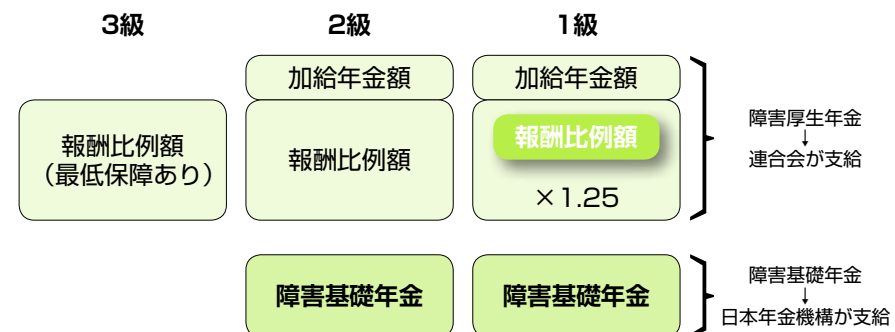 3級
2級
1級
加給年金額
加給年金額
報酬比例額
（最低保障あり）
報酬比例額
報酬比例額
×1.25
障害厚生年金
↓
連合会が支給
障害基礎年金
障害基礎年金
障害基礎年金
↓
日本年金機構が支給